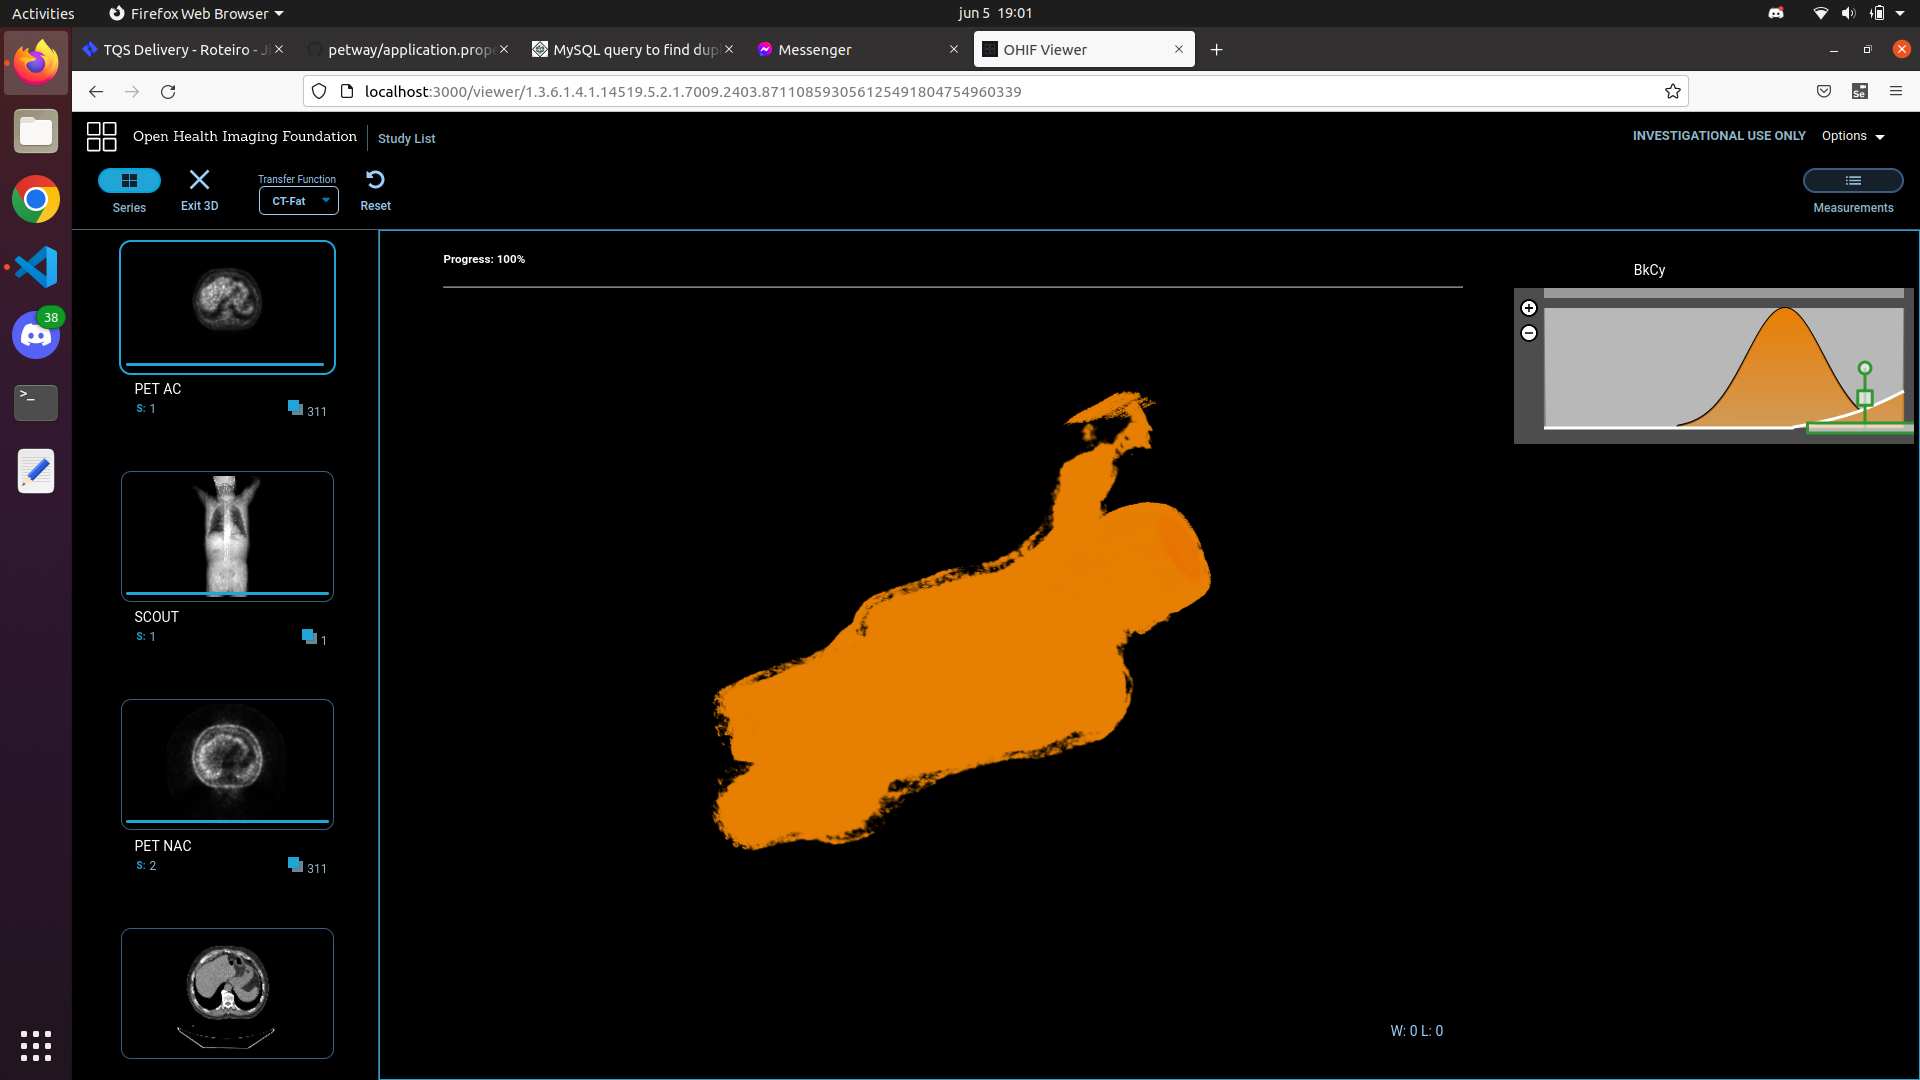 Activities
Firefox Web Browser
jun 5 19:01
TQS Delivery - Roteiro - Ji
petway/application.prope
MySQL query to find dup
Messenger
OHIF Viewer
localhost:3000/viewer/1.3.6.1.4.1.14519.5.2.1.7009.2403.871108593056125491804754960339
Se
38
>_
Open Health Imaging Foundation
Study List
INVESTIGATIONAL USE ONLY
Options
Series
Exit 3D
Transfer Function
CT-Fat
Reset
Measurements
PET AC
S: 1
311
SCOUT
S: 1
1
PET NAC
S: 2
311
Progress: 100%
BkCy
W: 0 L: 0